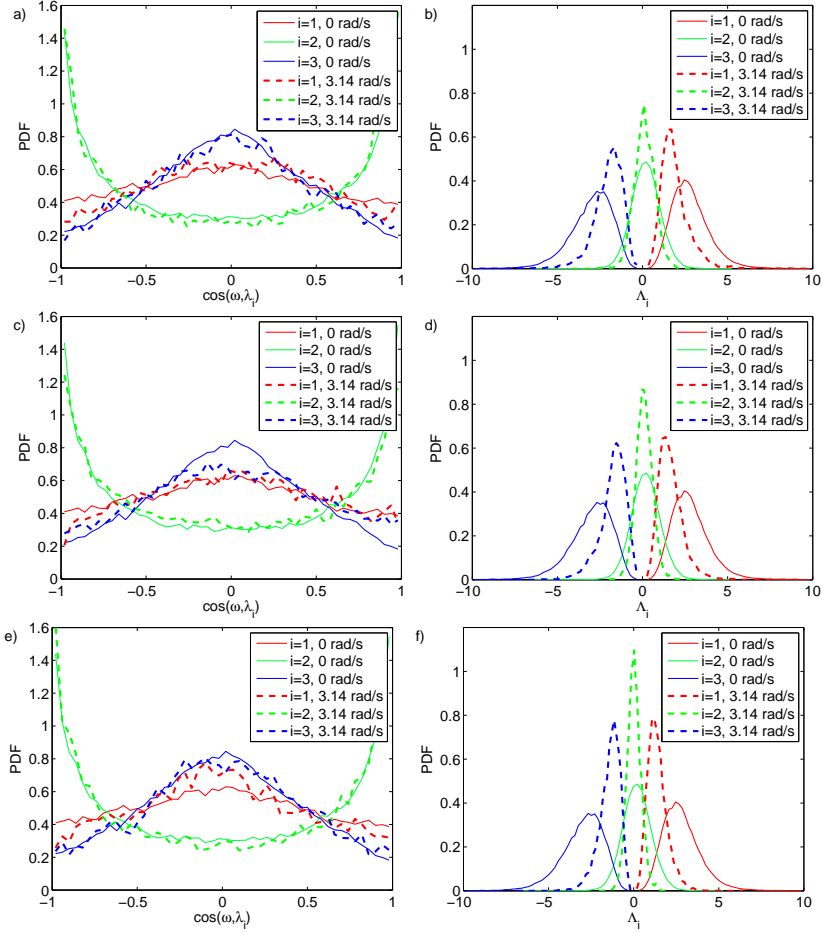 a)
1.6
1.4
1.2
1
0.8
0.6
0.4
0.2
0
PDF
−1
−0.5
0
0.5
1
cos(ω,λi)
i=1, 0 rad/s
i=2, 0 rad/s
i=3, 0 rad/s
i=1, 3.14 rad/s
i=2, 3.14 rad/s
i=3, 3.14 rad/s
b)
1
0.8
0.6
0.4
0.2
0
PDF
−10
−5
0
5
10
Λi
i=1, 0 rad/s
i=2, 0 rad/s
i=3, 0 rad/s
i=1, 3.14 rad/s
i=2, 3.14 rad/s
i=3, 3.14 rad/s
c)
1.6
1.4
1.2
1
0.8
0.6
0.4
0.2
0
PDF
−1
−0.5
0
0.5
1
cos(ω,λi)
i=1, 0 rad/s
i=2, 0 rad/s
i=3, 0 rad/s
i=1, 3.14 rad/s
i=2, 3.14 rad/s
i=3, 3.14 rad/s
d)
1
0.8
0.6
0.4
0.2
0
PDF
−10
−5
0
5
10
Λi
i=1, 0 rad/s
i=2, 0 rad/s
i=3, 0 rad/s
i=1, 3.14 rad/s
i=2, 3.14 rad/s
i=3, 3.14 rad/s
e)
1.6
1.4
1.2
1
0.8
0.6
0.4
0.2
0
PDF
−1
−0.5
0
0.5
1
cos(ω,λi)
i=1, 0 rad/s
i=2, 0 rad/s
i=3, 0 rad/s
i=1, 3.14 rad/s
i=2, 3.14 rad/s
i=3, 3.14 rad/s
f)
1
0.8
0.6
0.4
0.2
0
PDF
−10
−5
0
5
10
Λi
i=1, 0 rad/s
i=2, 0 rad/s
i=3, 0 rad/s
i=1, 3.14 rad/s
i=2, 3.14 rad/s
i=3, 3.14 rad/s